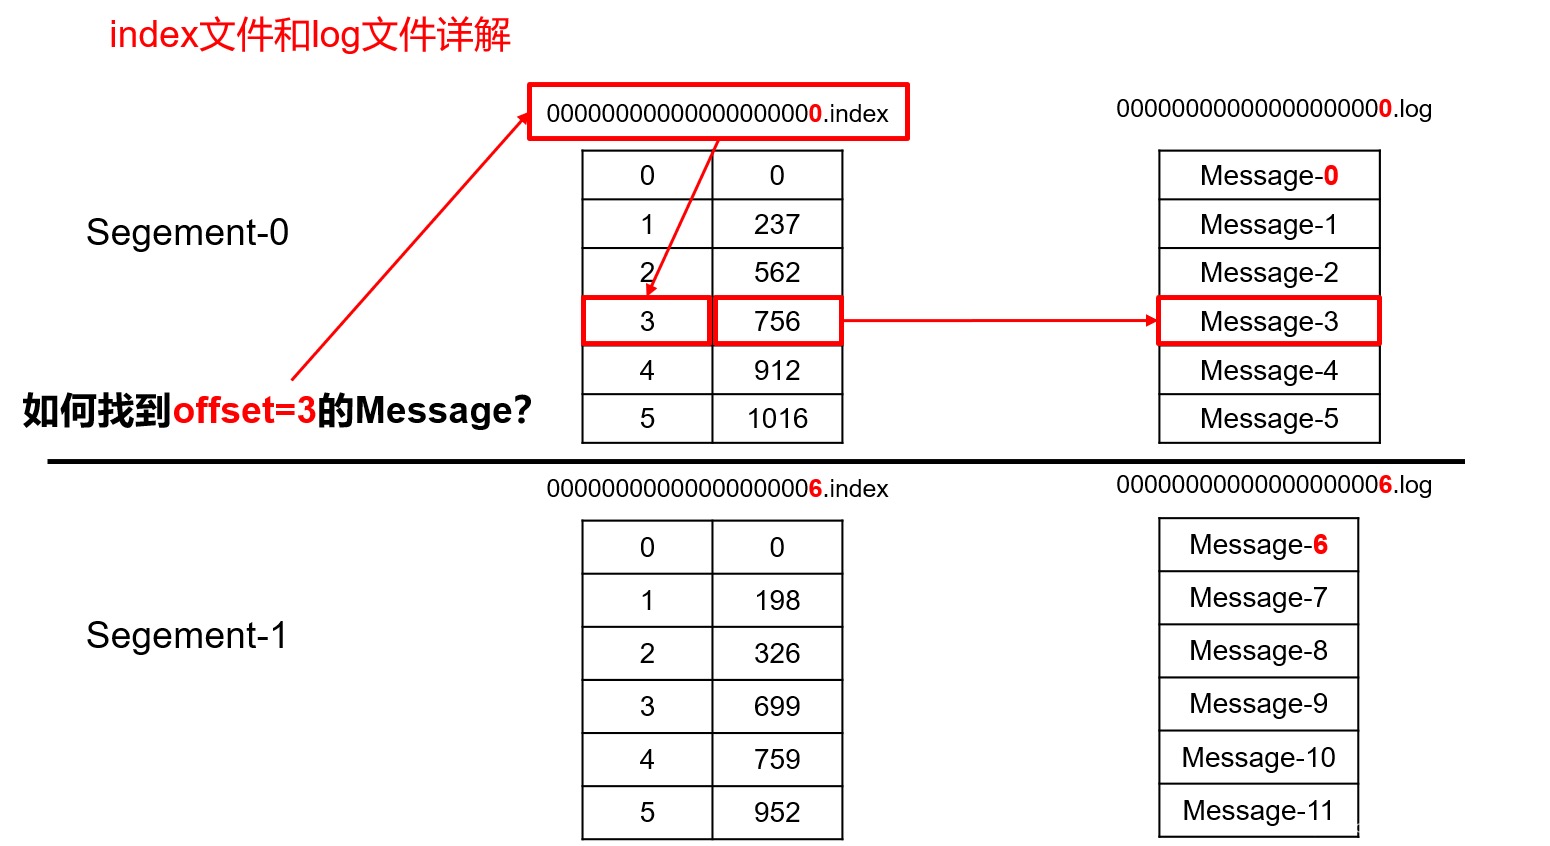 index文件和log文件详解
00000000000000000000.index
00000000000000000000.log
Segement-0
0 0
1 237
2 562
3 756
4 912
5 1016
Message-0
Message-1
Message-2
Message-3
Message-4
Message-5
如何找到offset=3的Message?
00000000000000000006.index
00000000000000000006.log
Segement-1
0 0
1 198
2 326
3 699
4 759
5 952
Message-6
Message-7
Message-8
Message-9
Message-10
Message-11